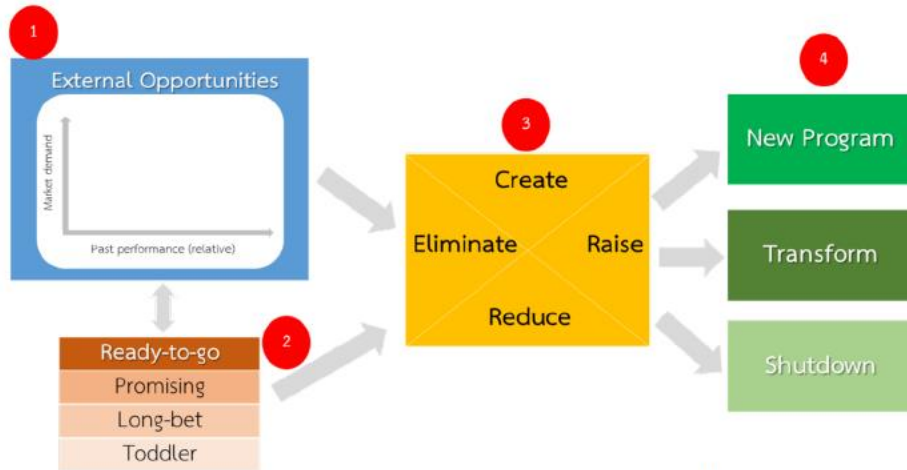 1
External Opportunities
Market demand
Past performance (relative)
2
Ready-to-go
Promising
Long-bet
Toddler
3
Create
Eliminate
Raise
Reduce
4
New Program
Transform
Shutdown